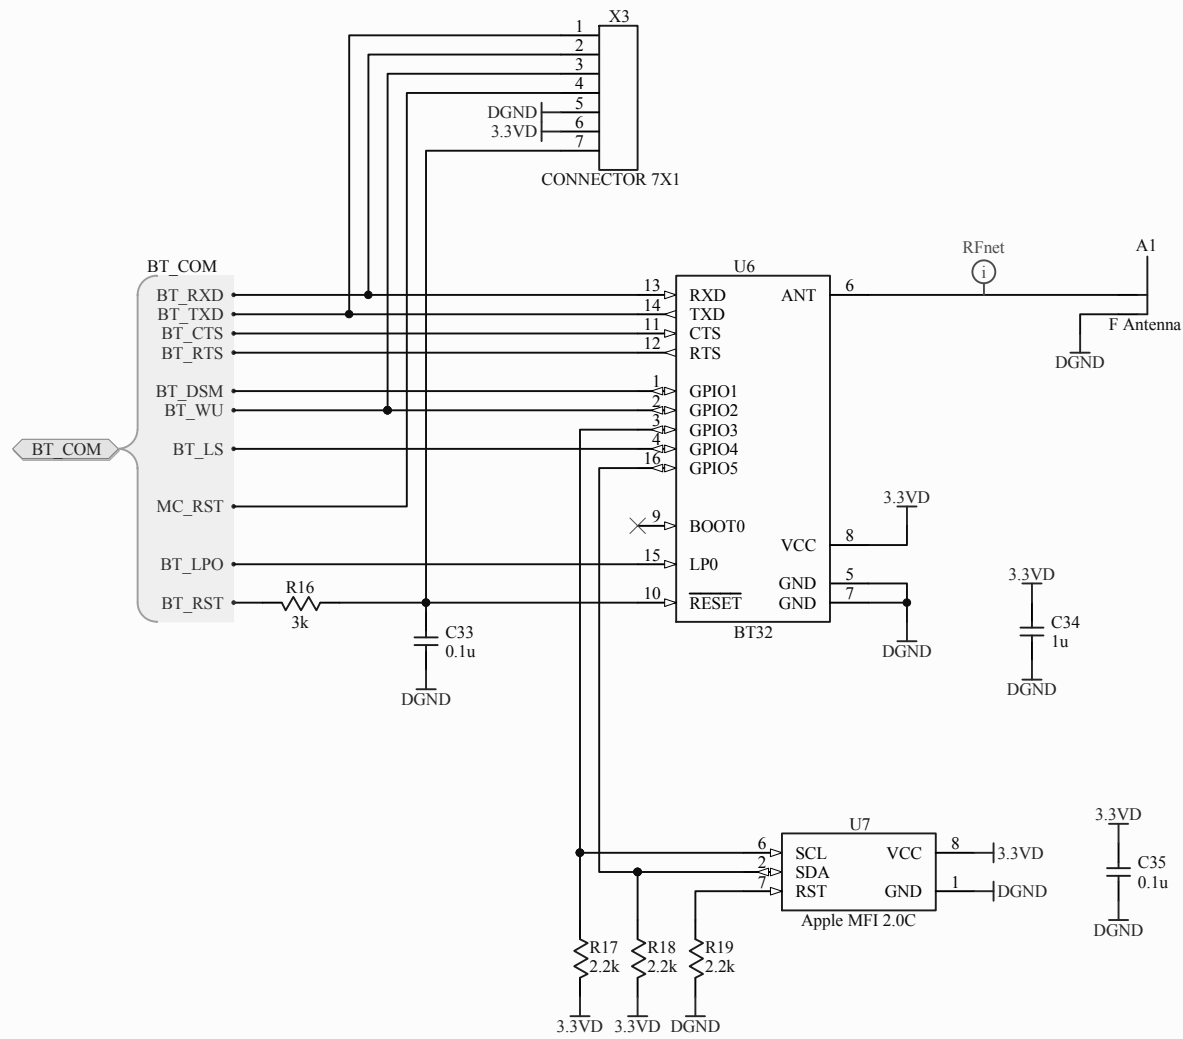 X3
1
2
3
4
DGND 5
3.3VD 6
7
CONNECTOR 7X1
RFnet
i
A1
F Antenna
DGND
BT_COM
BT_COM
BT_RXD
BT_TXD
BT_CTS
BT_RTS
BT_DSM
BT_WU
BT_LS
MC_RST
BT_LPO
BT_RST
R16
3k
C33
0.1u
DGND
U6
13 RXD ANT 6
14 TXD
11 CTS
12 RTS
1 GPIO1
2 GPIO2
3 GPIO3
4 GPIO4
16 GPIO5
9 BOOT0
VCC 8
15 LP0
GND 5
10 RESET GND 7
BT32
3.3VD
DGND
3.3VD
C34
1u
DGND
U7
6 SCL VCC 8 3.3VD
2 SDA
7 RST GND 1 DGND
Apple MFI 2.0C
3.3VD
C35
0.1u
DGND
R17 R18 R19
2.2k 2.2k 2.2k
3.3VD 3.3VD DGND